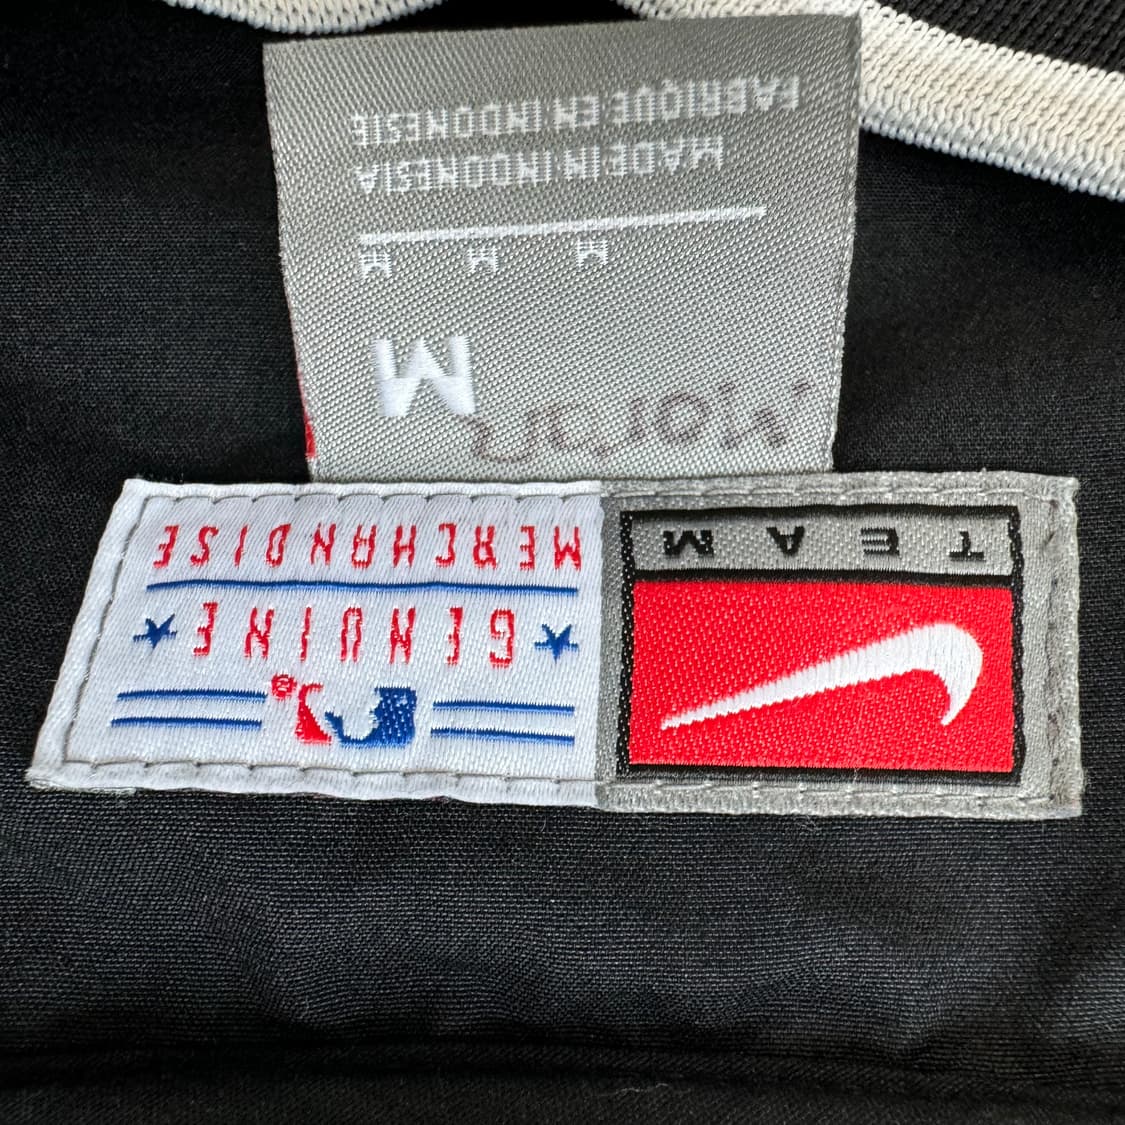 TEAM
®
GENUINE
MERCHANDISE
M
M M M
MADE IN INDONESIA
FABRIQUE EN INDONESIE